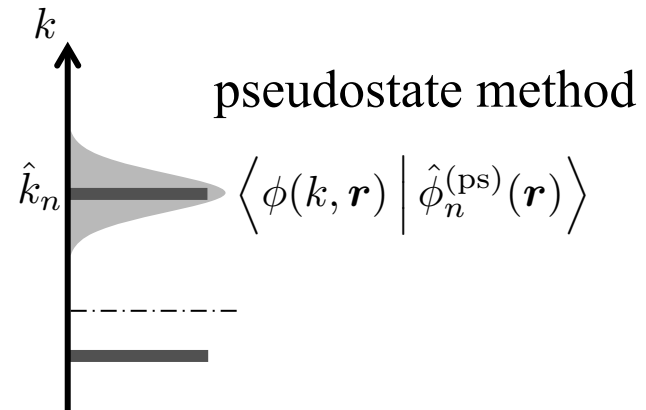 k
pseudostate method
k̂ₙ ⟨ϕ(k, 𝒓) | ϕ̂ₙ⁽ᵖˢ⁾(𝒓)⟩